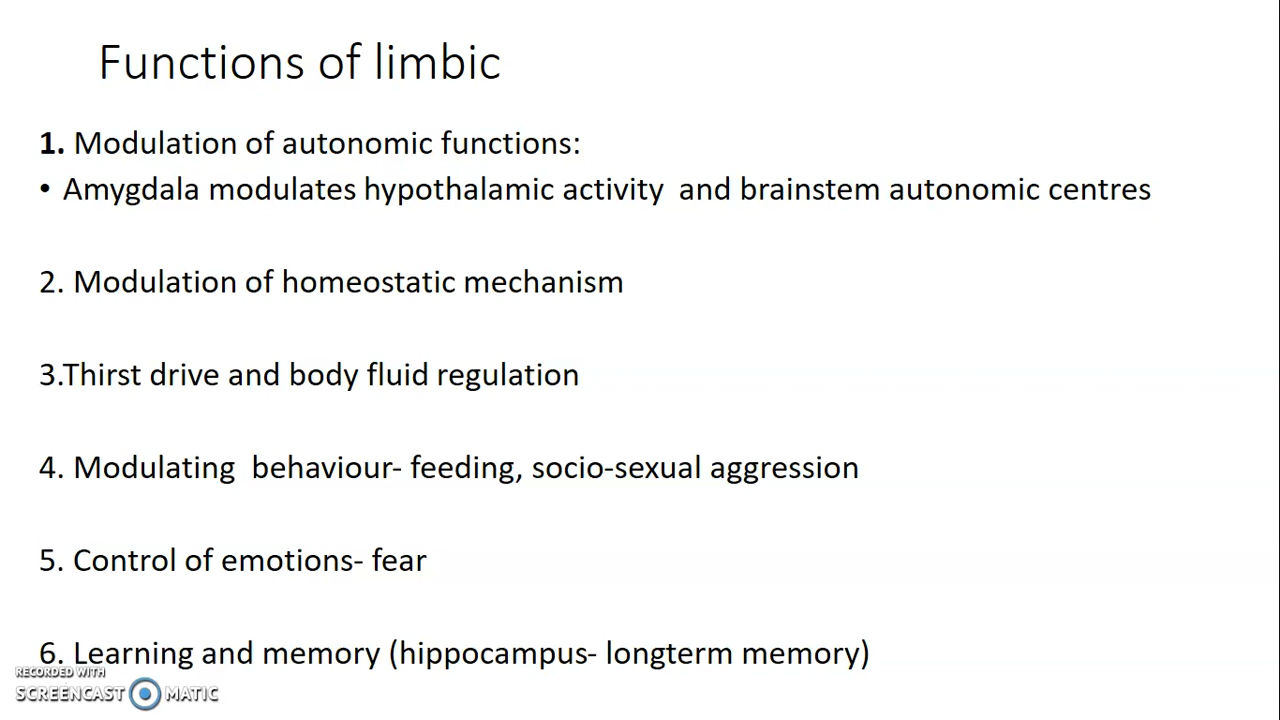 Functions of limbic
1. Modulation of autonomic functions:
• Amygdala modulates hypothalamic activity  and brainstem autonomic centres
2. Modulation of homeostatic mechanism
3.Thirst drive and body fluid regulation
4. Modulating  behaviour- feeding, socio-sexual aggression
5. Control of emotions- fear
6. Learning and memory (hippocampus- longterm memory)
RECORDED WITH
SCREENCAST MATIC